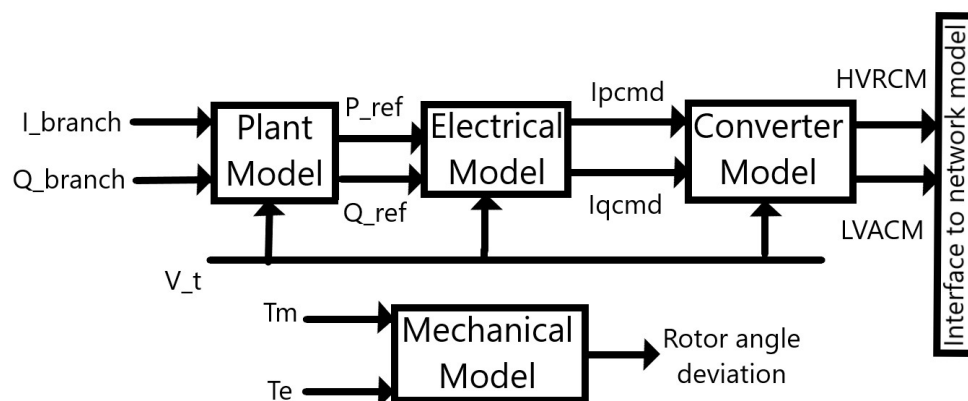 HVRCM
I_branch
Plant
Model
P_ref
Electrical
Model
Ipcmd
Converter
Model
Q_branch
Q_ref
Iqcmd
LVACM
Interface to network model
V_t
Tm
Mechanical
Model
Rotor angle
deviation
Te